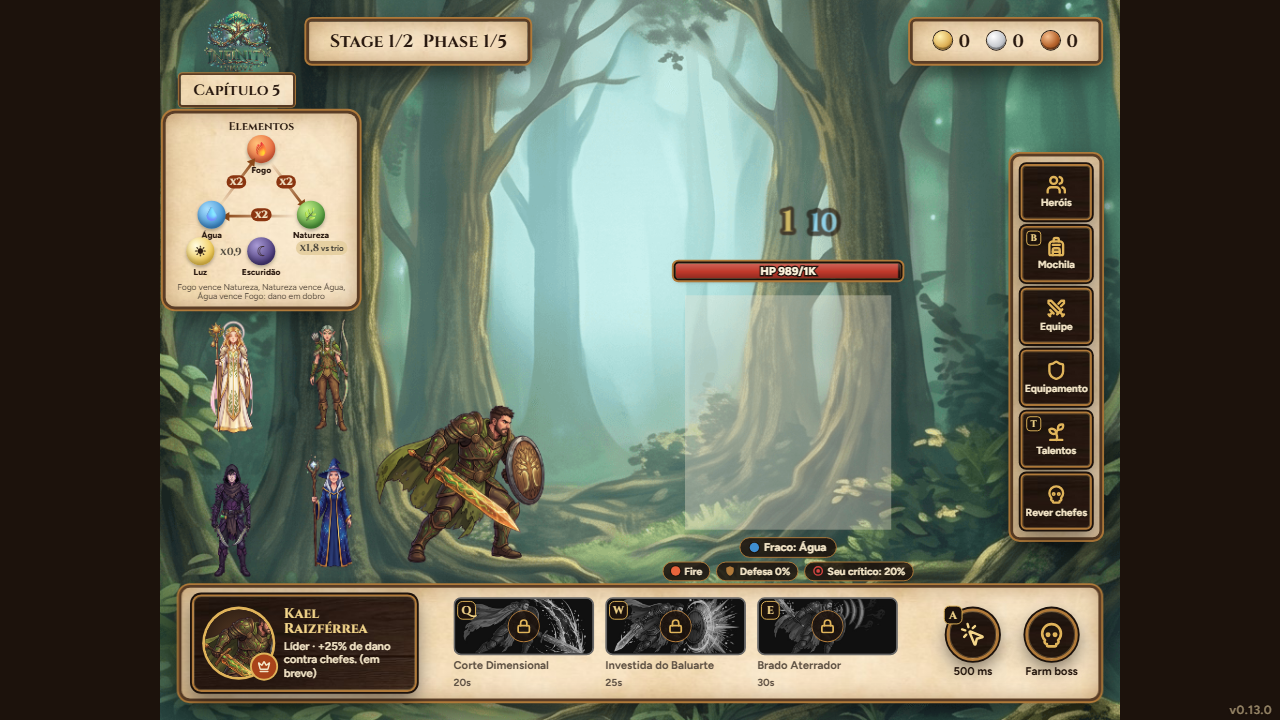 Stage 1/2 Phase 1/5
0 0 0
Capítulo 5
Elementos
Fogo
x2 x2
x2
Água Natureza
x0,9 x1,8 vs trio
Luz Escuridão
Fogo vence Natureza, Natureza vence Água,
Água vence Fogo: dano em dobro
1 10
HP 989/1K
Heróis
B
Mochila
Equipe
Equipamento
T
Talentos
Rever chefes
Fraco: Água
Fire Defesa 0% Seu crítico: 20%
Kael
Raizférrea
Líder · +25% de dano
contra chefes. (em
breve)
Q W E
Corte Dimensional Investida do Baluarte Brado Aterrador
20s 25s 30s
A
500 ms Farm boss
v0.13.0